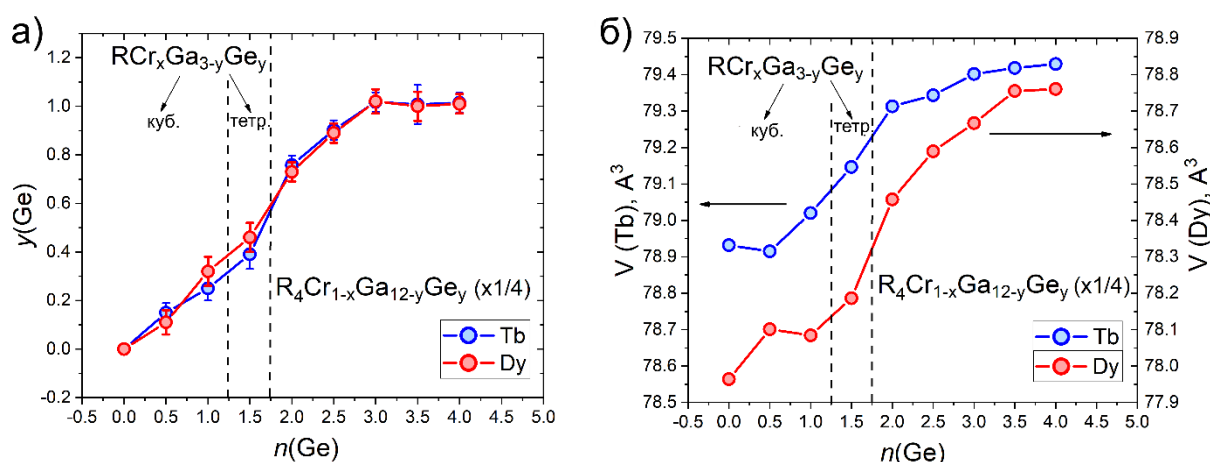 а)
RCrₓGa₃₋ᵧGeᵧ
куб.
тетр.
R₄Cr₁₋ₓGa₁₂₋ᵧGeᵧ (x1/4)
Tb
Dy
y(Ge)
1.2
1.0
0.8
0.6
0.4
0.2
0.0
-0.2
-0.5 0.0 0.5 1.0 1.5 2.0 2.5 3.0 3.5 4.0 4.5 5.0
n(Ge)
б)
RCrₓGa₃₋ᵧGeᵧ
куб.
тетр.
R₄Cr₁₋ₓGa₁₂₋ᵧGeᵧ (x1/4)
Tb
Dy
V (Tb), A³
79.5
79.4
79.3
79.2
79.1
79.0
78.9
78.8
78.7
78.6
78.5
V (Dy), A³
78.9
78.8
78.7
78.6
78.5
78.4
78.3
78.2
78.1
78.0
77.9
-0.5 0.0 0.5 1.0 1.5 2.0 2.5 3.0 3.5 4.0 4.5 5.0
n(Ge)